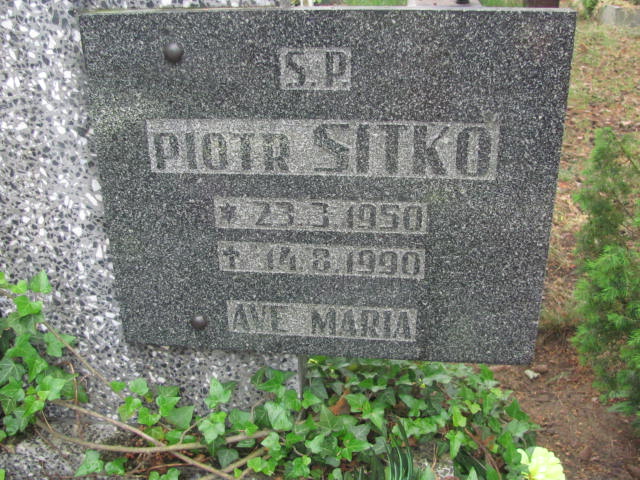 S.P.
PIOTR SITKO
* 23.3.1950
✝ 14.8.1990
AVE MARIA